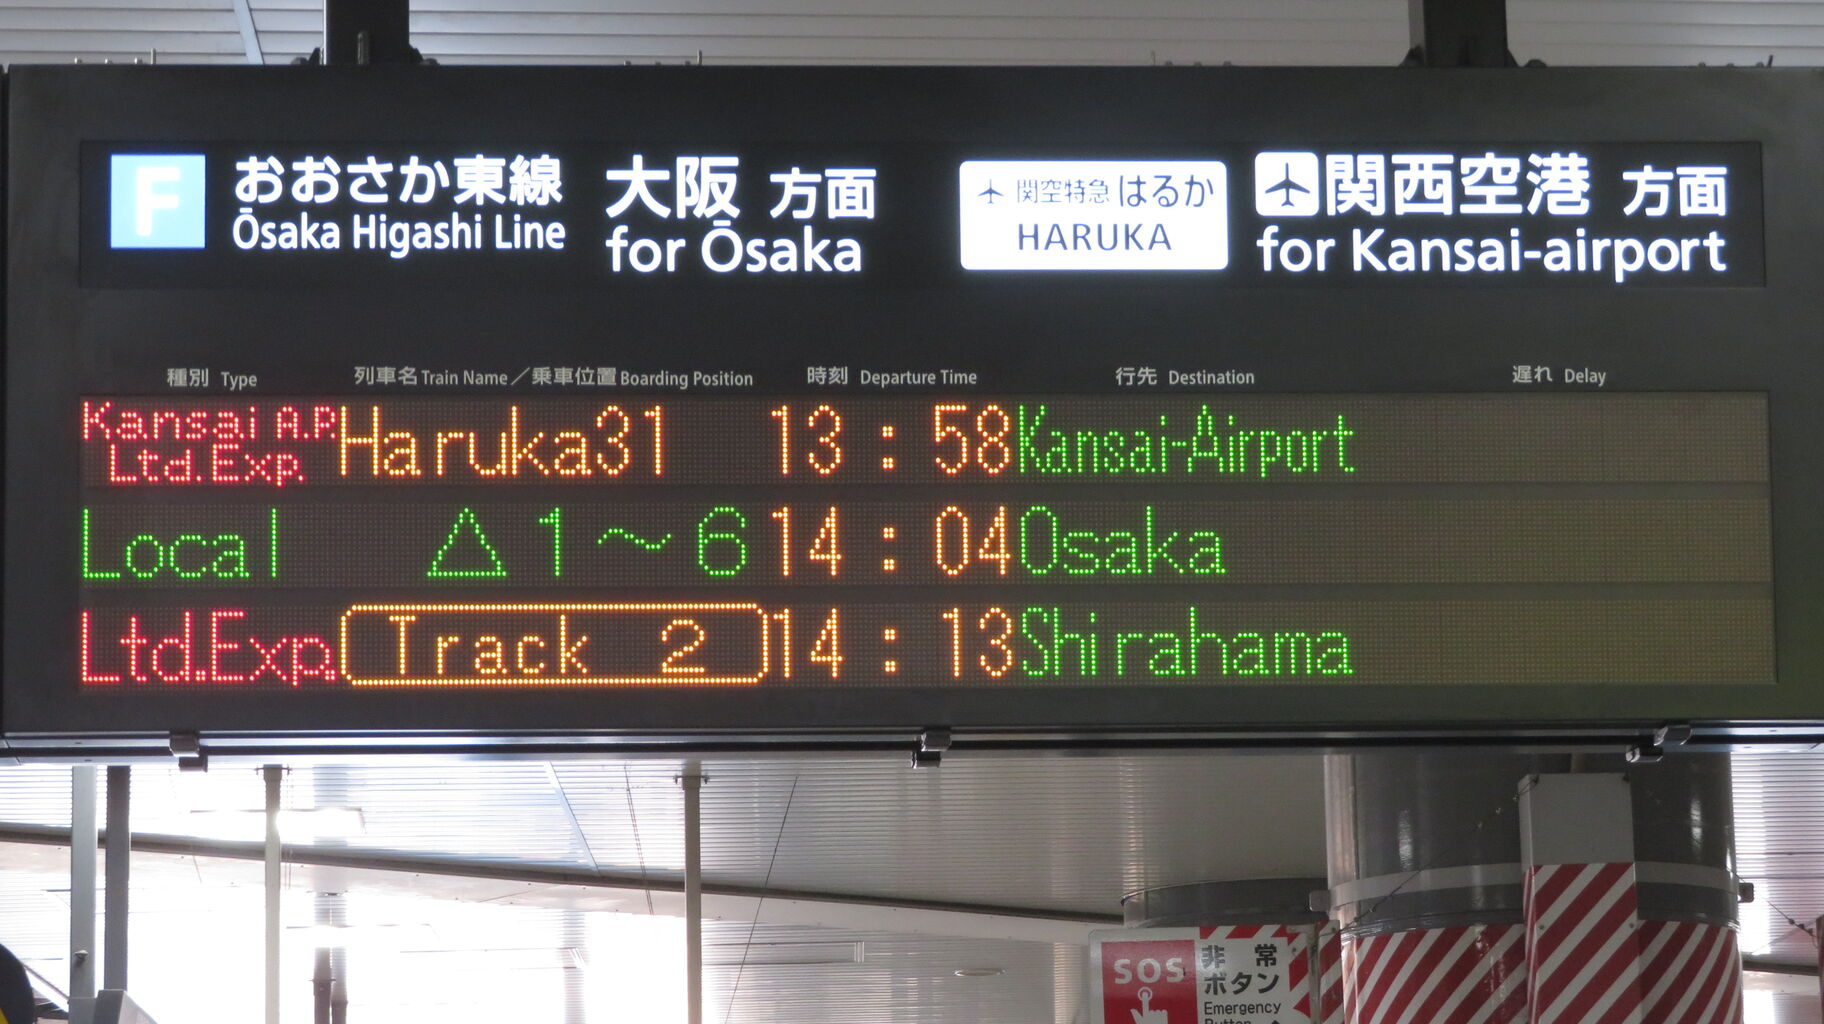 F おおさか東線 大阪 方面 関空特急 はるか 関西空港 方面
Ōsaka Higashi Line for Ōsaka HARUKA for Kansai-airport
種別 Type 列車名 Train Name／乗車位置 Boarding Position 時刻 Departure Time 行先 Destination 遅れ Delay
Kansai A.P. Ltd.Exp. Haruka31 13:58 Kansai-Airport
Local △1～6 14:04 Osaka
Ltd.Exp. Track 2 14:13 Shirahama
SOS 非常
ボタン
Emergency
Button